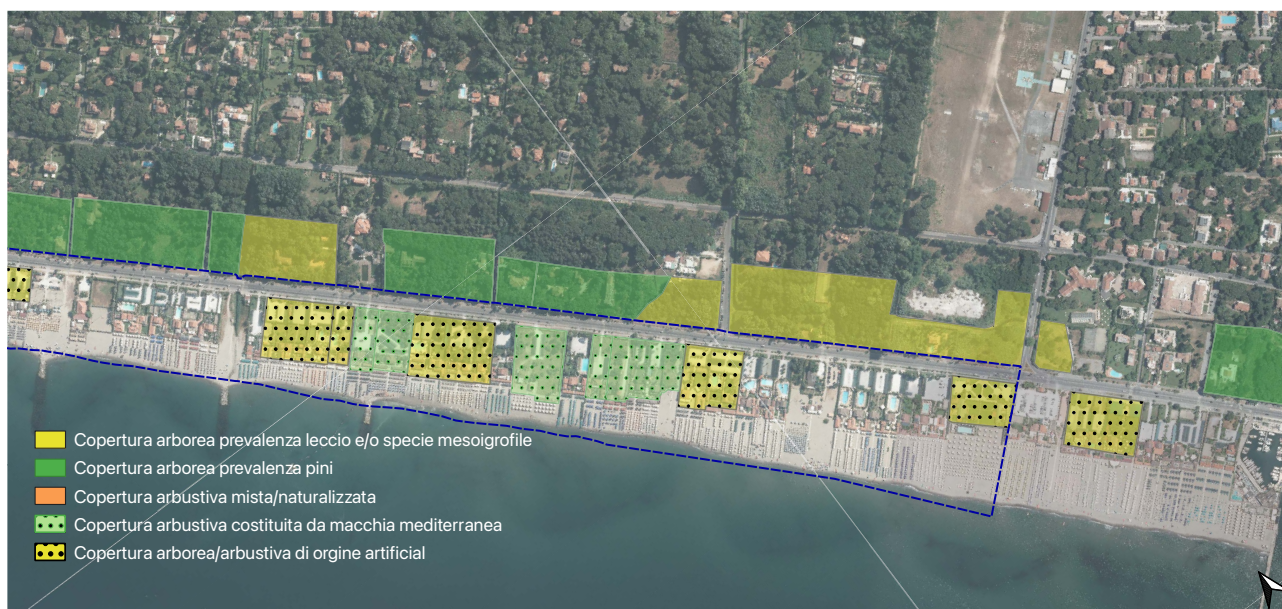 Copertura arborea prevalenza leccio e/o specie mesoigrofile
Copertura arborea prevalenza pini
Copertura arbustiva mista/naturalizzata
Copertura arbustiva costituita da macchia mediterranea
Copertura arborea/arbustiva di orgine artificial